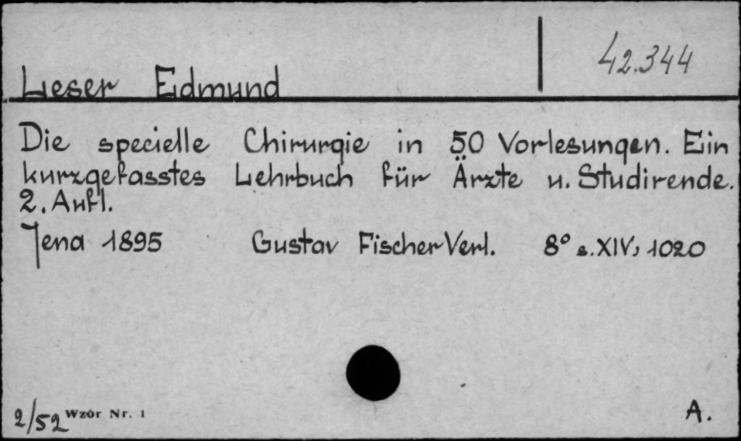 42.344
Leser Edmund
Die specielle Chirurgie in 50 Vorlesungen. Ein
kurzgefasstes Lehrbuch für Ärzte u. Studirende.
2. Aufl.
Jena 1895 Gustav Fischer Verl. 8° s. XIV, 1020
2/52 Wzór Nr. 1 A.